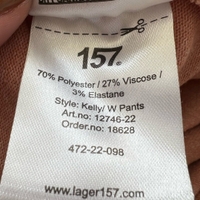 157®
70% Polyester / 27% Viscose /
3% Elastane
Style: Kelly/ W Pants
Art.no: 12746-22
Order.no: 18628
472-22-098
www.lager157.com/